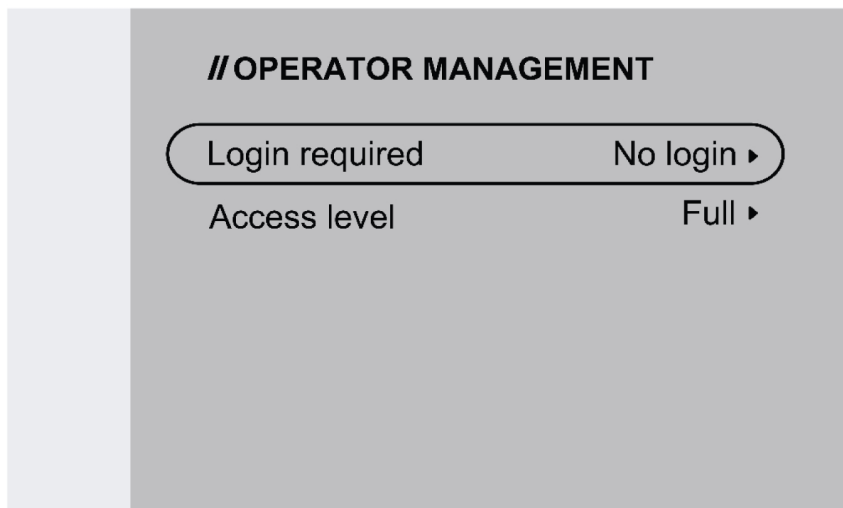 // OPERATOR MANAGEMENT
Login required No login ▸
Access level Full ▸